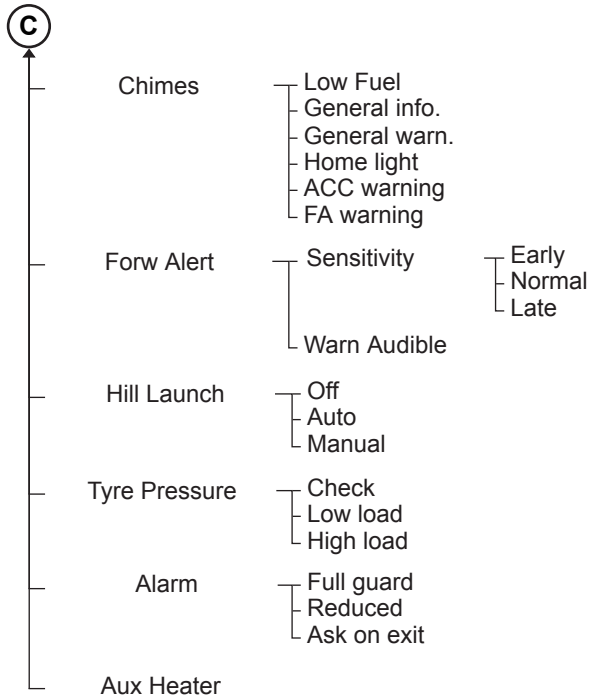 C
Chimes
Low Fuel
General info.
General warn.
Home light
ACC warning
FA warning
Forw Alert
Sensitivity
Early
Normal
Late
Warn Audible
Hill Launch
Off
Auto
Manual
Tyre Pressure
Check
Low load
High load
Alarm
Full guard
Reduced
Ask on exit
Aux Heater